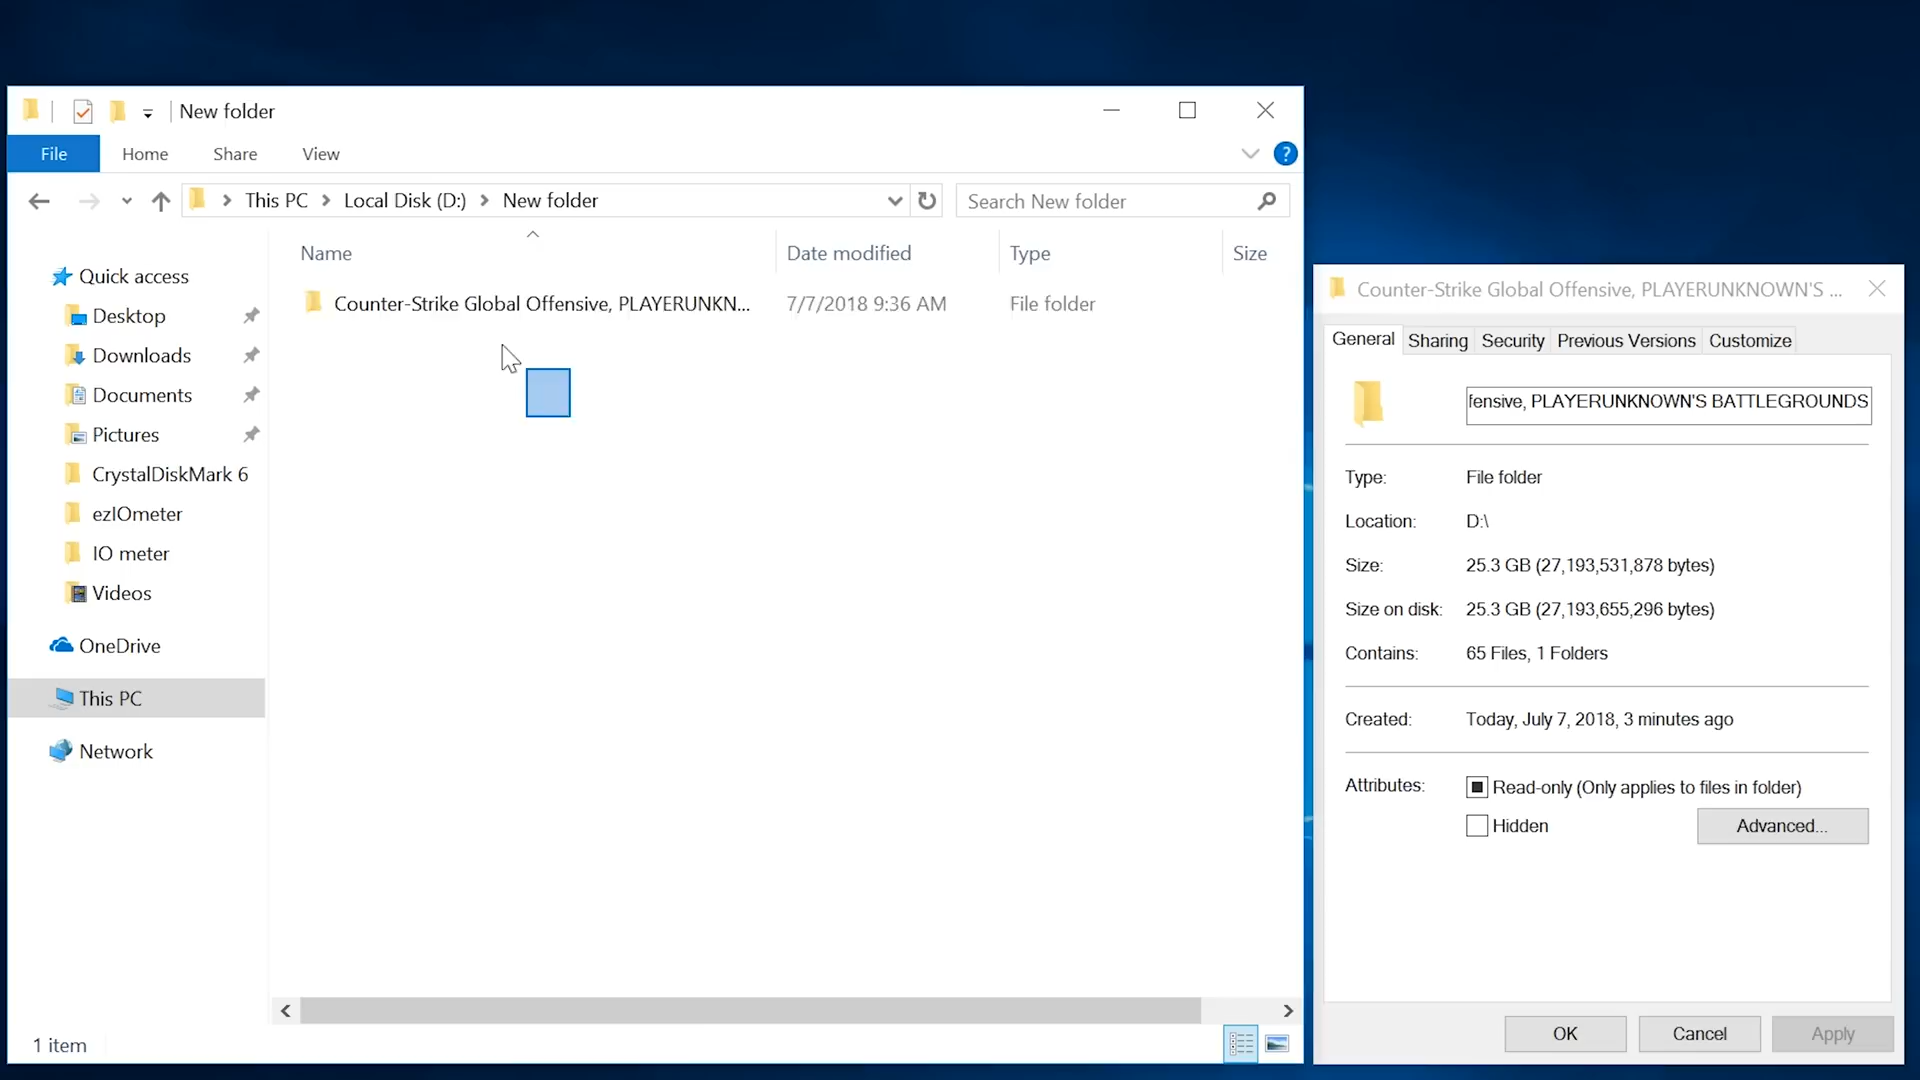 New folder
File Home Share View
?
This PC > Local Disk (D:) > New folder
Search New folder
Name Date modified Type Size
Counter-Strike Global Offensive, PLAYERUNKN... 7/7/2018 9:36 AM File folder
Quick access
Desktop
Downloads
Documents
Pictures
CrystalDiskMark 6
ezIOmeter
IO meter
Videos
OneDrive
This PC
Network
1 item
Counter-Strike Global Offensive, PLAYERUNKNOWN'S ...
General Sharing Security Previous Versions Customize
fensive, PLAYERUNKNOWN'S BATTLEGROUNDS
Type: File folder
Location: D:\
Size: 25.3 GB (27,193,531,878 bytes)
Size on disk: 25.3 GB (27,193,655,296 bytes)
Contains: 65 Files, 1 Folders
Created: Today, July 7, 2018, 3 minutes ago
Attributes: Read-only (Only applies to files in folder)
Hidden Advanced...
OK Cancel Apply